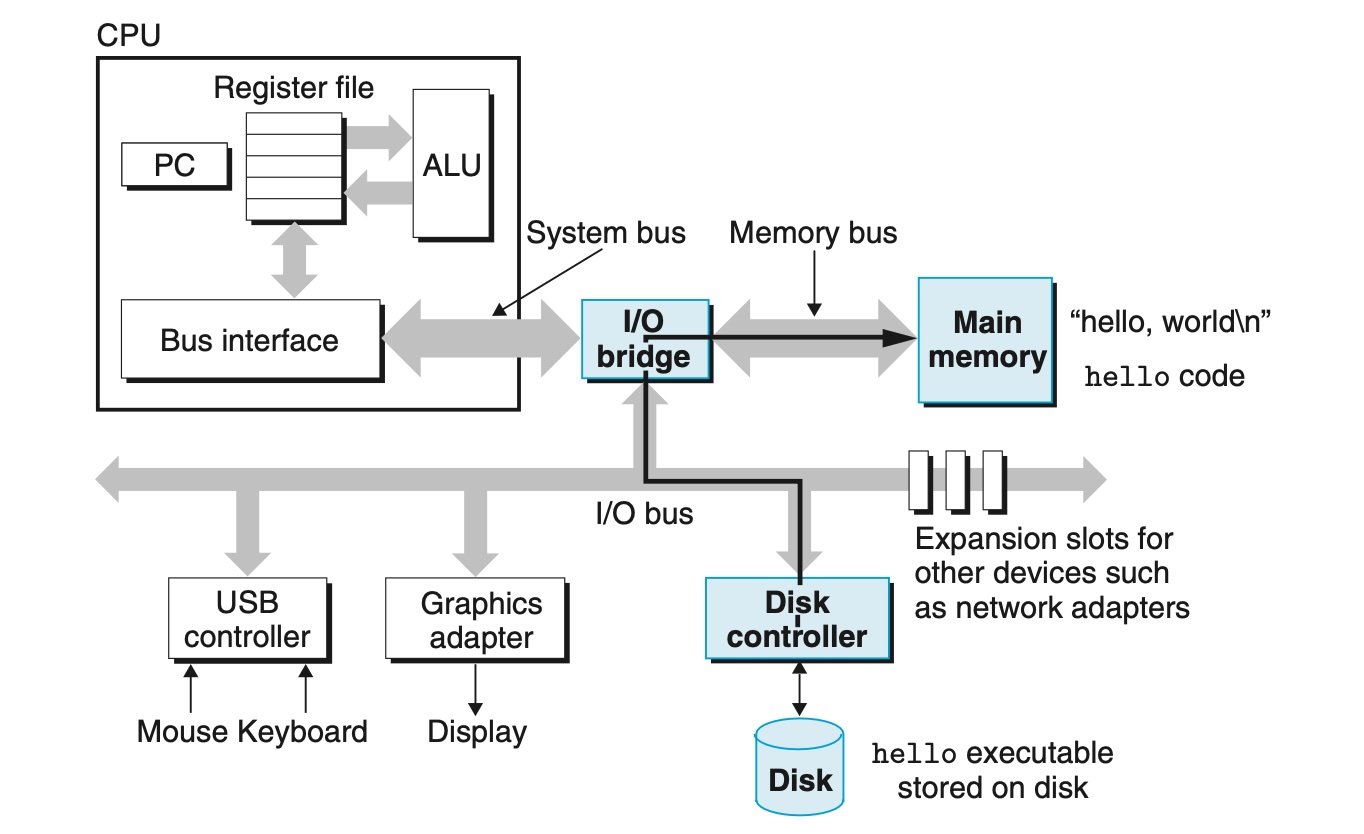 CPU
Register file
PC
ALU
System bus
Memory bus
Bus interface
I/O
bridge
Main
memory
“hello, world\n”
hello code
I/O bus
Expansion slots for
other devices such
as network adapters
USB
controller
Graphics
adapter
Disk
controller
Mouse Keyboard
Display
Disk
hello executable
stored on disk